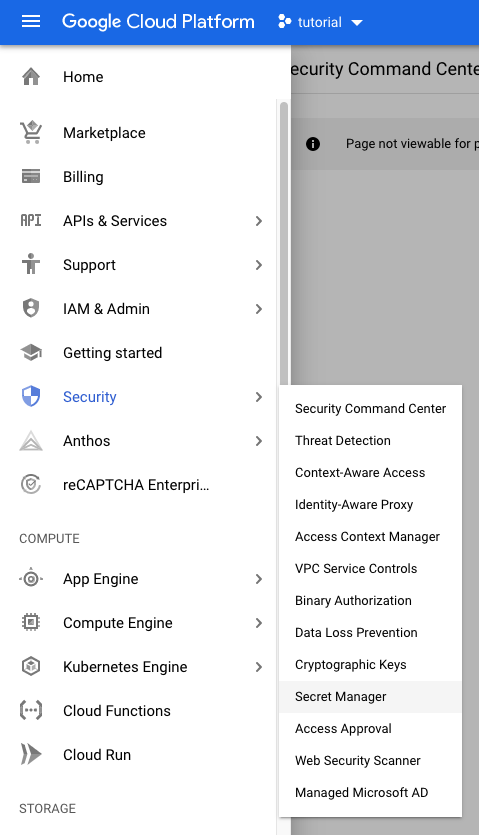 Google Cloud Platform
tutorial
ecurity Command Cente
Page not viewable for p
Home
Marketplace
Billing
API
APIs & Services
Support
IAM & Admin
Getting started
Security
Anthos
reCAPTCHA Enterpri...
COMPUTE
App Engine
Compute Engine
Kubernetes Engine
Cloud Functions
Cloud Run
STORAGE
Security Command Center
Threat Detection
Context-Aware Access
Identity-Aware Proxy
Access Context Manager
VPC Service Controls
Binary Authorization
Data Loss Prevention
Cryptographic Keys
Secret Manager
Access Approval
Web Security Scanner
Managed Microsoft AD